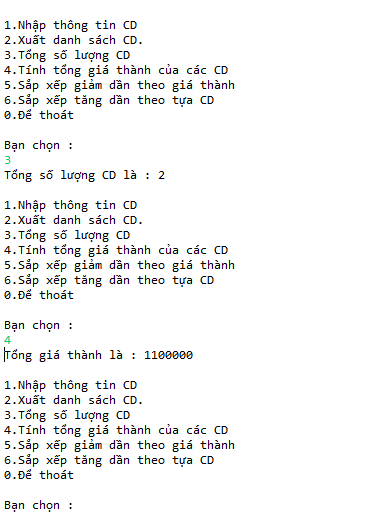 1.Nhập thông tin CD
2.Xuất danh sách CD.
3.Tổng số lượng CD
4.Tính tổng giá thành của các CD
5.Sắp xếp giảm dần theo giá thành
6.Sắp xếp tăng dần theo tựa CD
0.Để thoát
Bạn chọn :
3
Tổng số lượng CD là : 2
1.Nhập thông tin CD
2.Xuất danh sách CD.
3.Tổng số lượng CD
4.Tính tổng giá thành của các CD
5.Sắp xếp giảm dần theo giá thành
6.Sắp xếp tăng dần theo tựa CD
0.Để thoát
Bạn chọn :
4
Tổng giá thành là : 1100000
1.Nhập thông tin CD
2.Xuất danh sách CD.
3.Tổng số lượng CD
4.Tính tổng giá thành của các CD
5.Sắp xếp giảm dần theo giá thành
6.Sắp xếp tăng dần theo tựa CD
0.Để thoát
Bạn chọn :